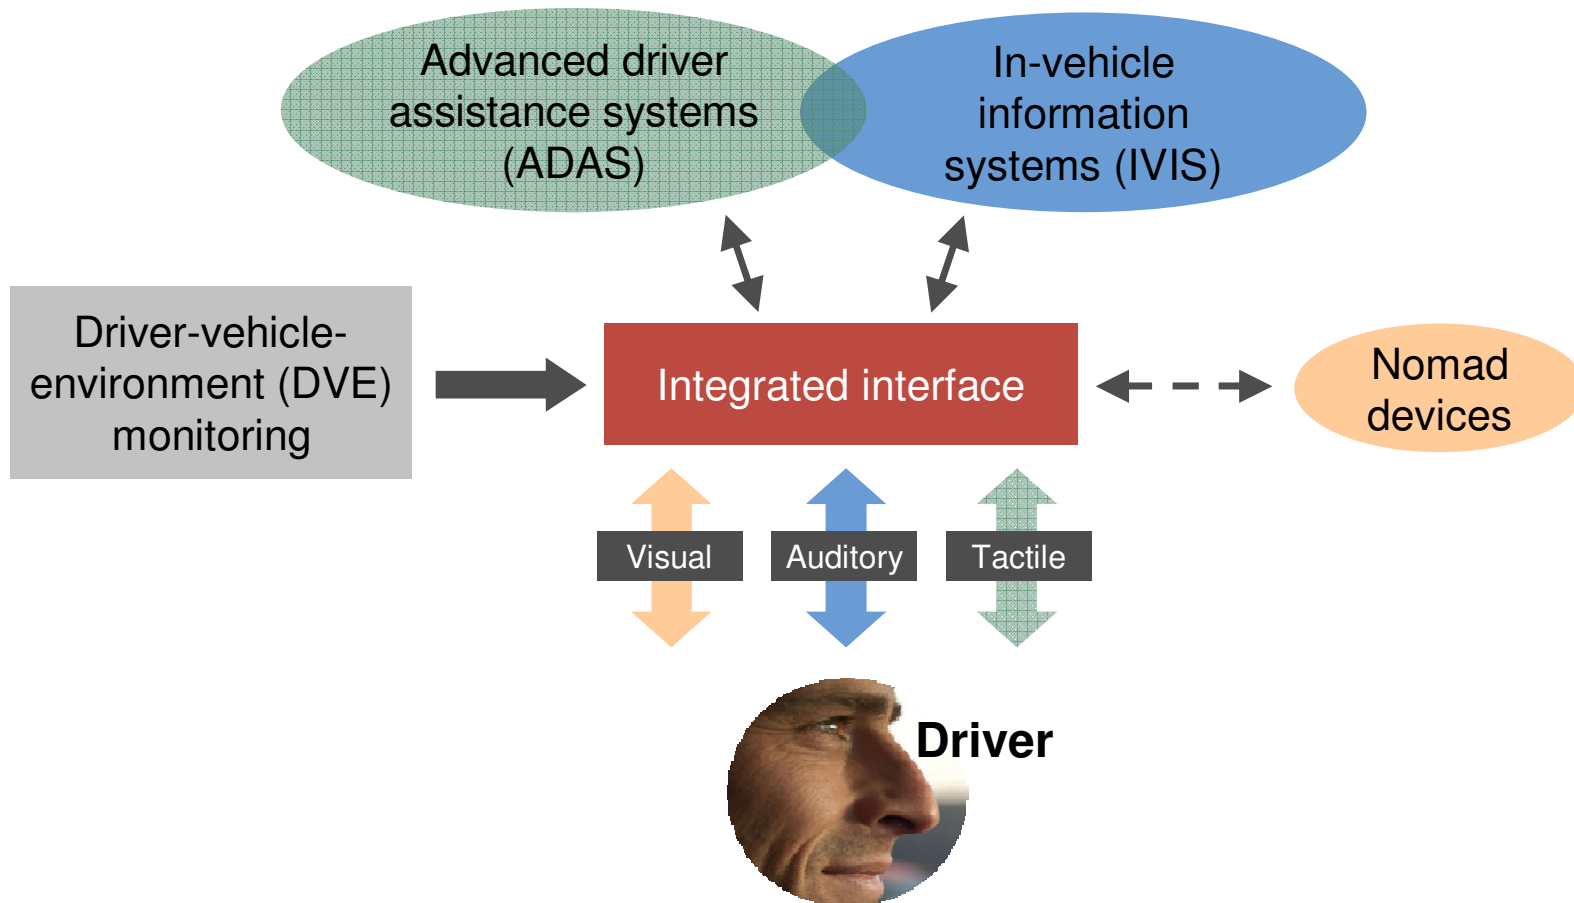 Advanced driver
assistance systems
(ADAS)
In-vehicle
information
systems (IVIS)
Driver-vehicle-
environment (DVE)
monitoring
Integrated interface
Nomad
devices
Visual
Auditory
Tactile
Driver